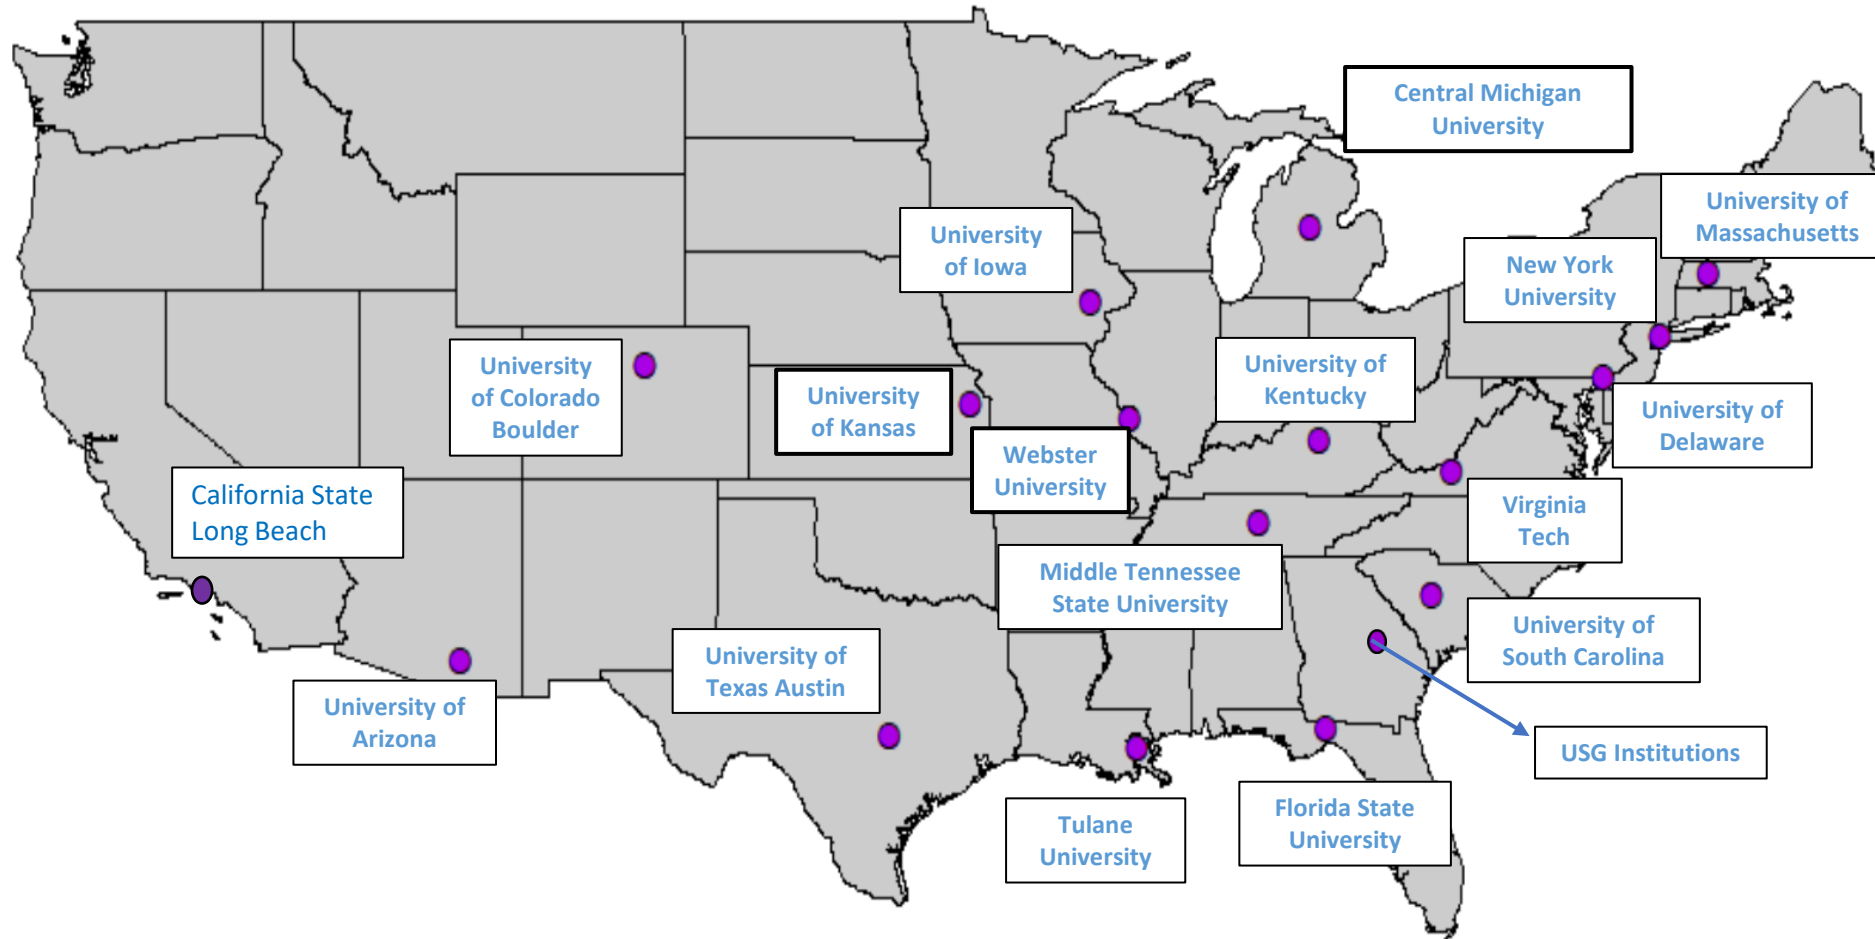 Central Michigan
University
University of
Massachusetts
University
of Iowa
New York
University
University
of Colorado
Boulder
University
of Kansas
University of
Kentucky
University of
Delaware
Webster
University
California State
Long Beach
Virginia
Tech
Middle Tennessee
State University
University of
South Carolina
University of
Texas Austin
University of
Arizona
USG Institutions
Tulane
University
Florida State
University